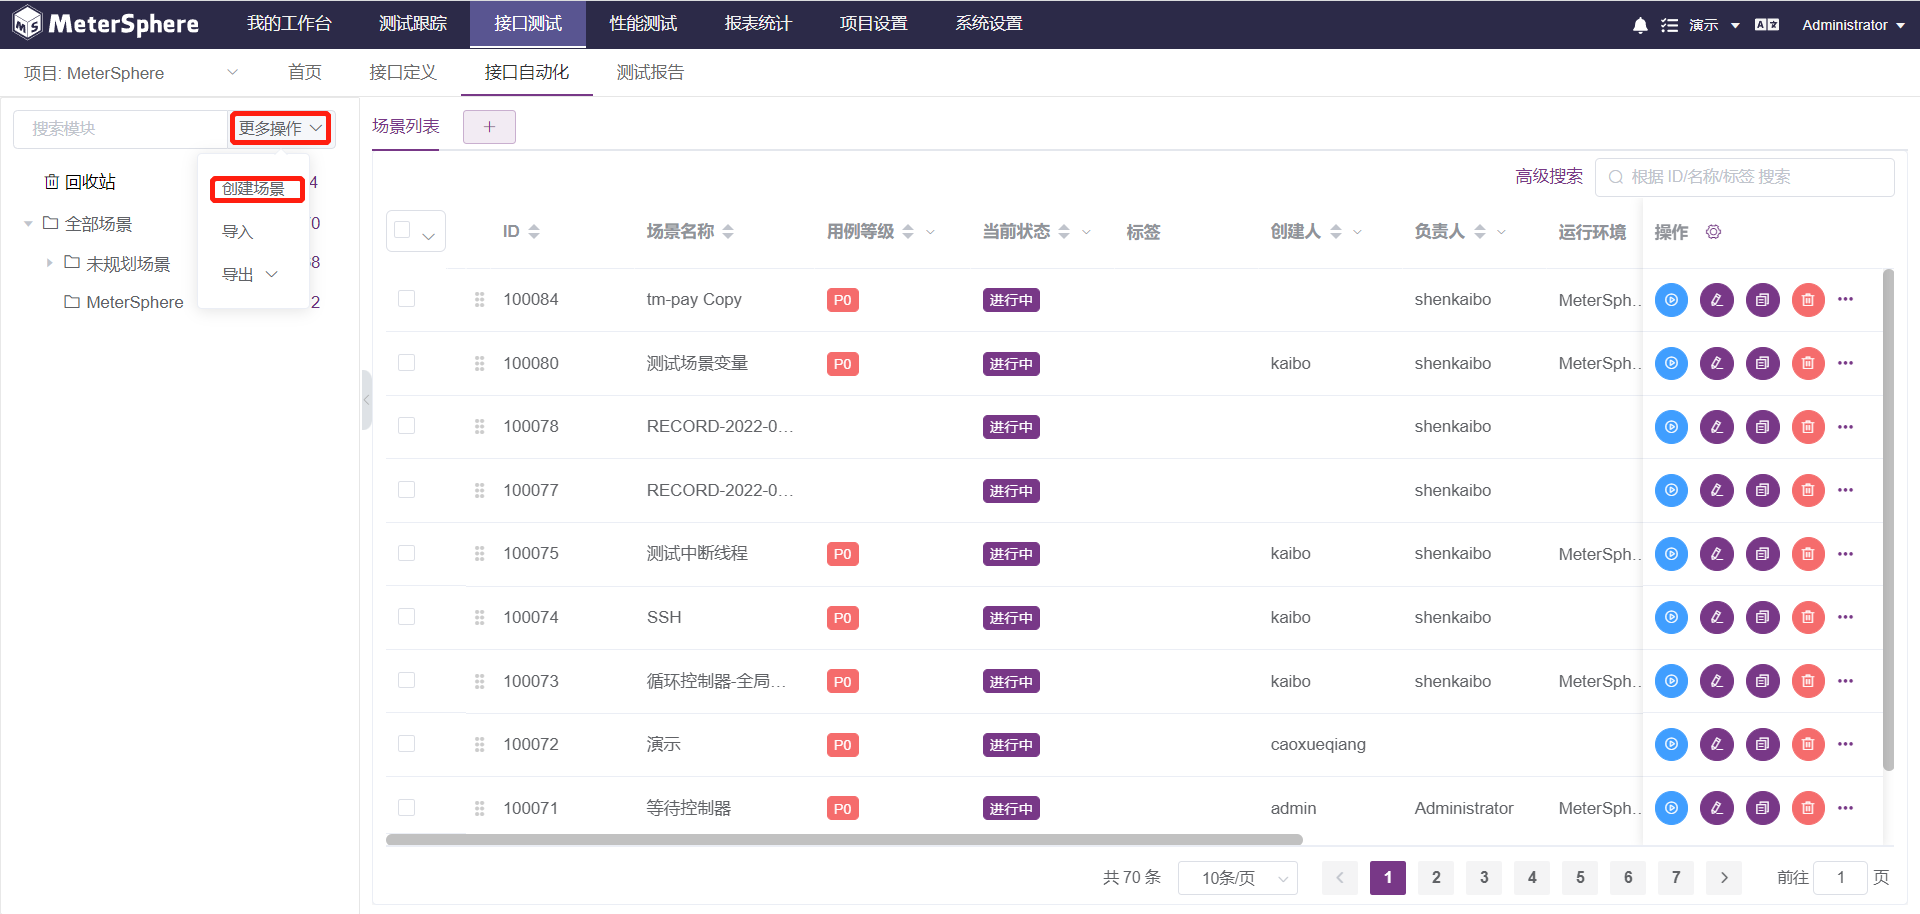 MeterSphere 我的工作台 测试跟踪 接口测试 性能测试 报表统计 项目设置 系统设置 演示 Administrator
项目: MeterSphere 首页 接口定义 接口自动化 测试报告
搜索模块 更多操作
回收站 4
全部场景 0
未规划场景 8
MeterSphere 2
创建场景
导入
导出
场景列表 +
高级搜索 根据 ID/名称/标签 搜索
ID 场景名称 用例等级 当前状态 标签 创建人 负责人 运行环境 操作
100084 tm-pay Copy P0 进行中 shenkaibo MeterSph...
100080 测试场景变量 P0 进行中 kaibo shenkaibo MeterSph...
100078 RECORD-2022-0... 进行中 shenkaibo
100077 RECORD-2022-0... 进行中 shenkaibo
100075 测试中断线程 P0 进行中 kaibo shenkaibo MeterSph...
100074 SSH P0 进行中 kaibo shenkaibo
100073 循环控制器-全局... P0 进行中 kaibo shenkaibo MeterSph...
100072 演示 P0 进行中 caoxueqiang
100071 等待控制器 P0 进行中 admin Administrator MeterSph...
共 70 条 10条/页 1 2 3 4 5 6 7 前往 1 页